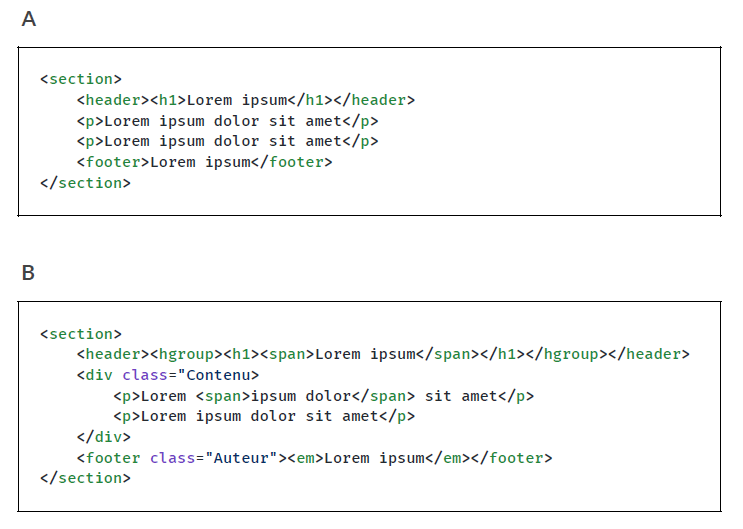 A
<section>
    <header><h1>Lorem ipsum</h1></header>
    <p>Lorem ipsum dolor sit amet</p>
    <p>Lorem ipsum dolor sit amet</p>
    <footer>Lorem ipsum</footer>
</section>
B
<section>
    <header><hgroup><h1><span>Lorem ipsum</span></h1></hgroup></header>
    <div class="Contenu>
        <p>Lorem <span>ipsum dolor</span> sit amet</p>
        <p>Lorem ipsum dolor sit amet</p>
    </div>
    <footer class="Auteur"><em>Lorem ipsum</em></footer>
</section>